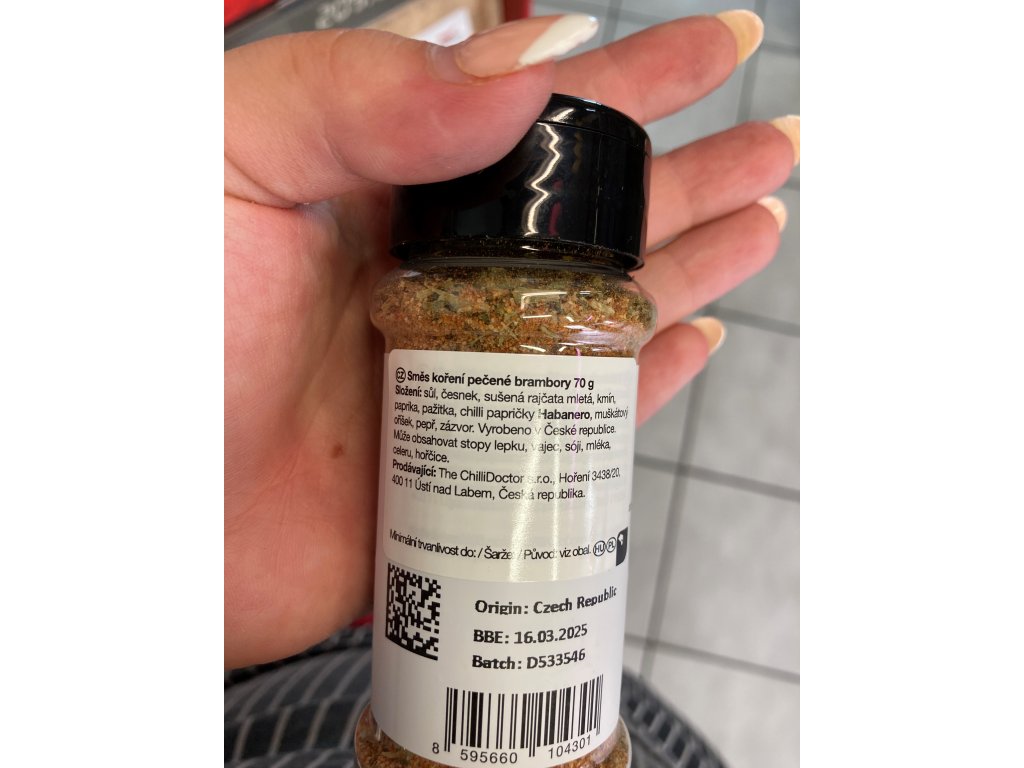 CZ Směs koření pečené brambory 70 g
Složení: sůl, česnek, sušená rajčata mletá, kmín,
paprika, pažitka, chilli papričky Habanero, muškátový
oříšek, pepř, zázvor. Vyrobeno v České republice.
Může obsahovat stopy lepku, vajec, sóji, mléka,
celeru, hořčice.
Prodávající: The ChilliDoctor s.r.o., Hoření 3438/20,
400 11 Ústí nad Labem, Česká republika.
Minimální trvanlivost do: / Šarže: / Původ: viz obal. HU PL
Origin: Czech Republic
BBE: 16.03.2025
Batch: D533546
8 595660 104301